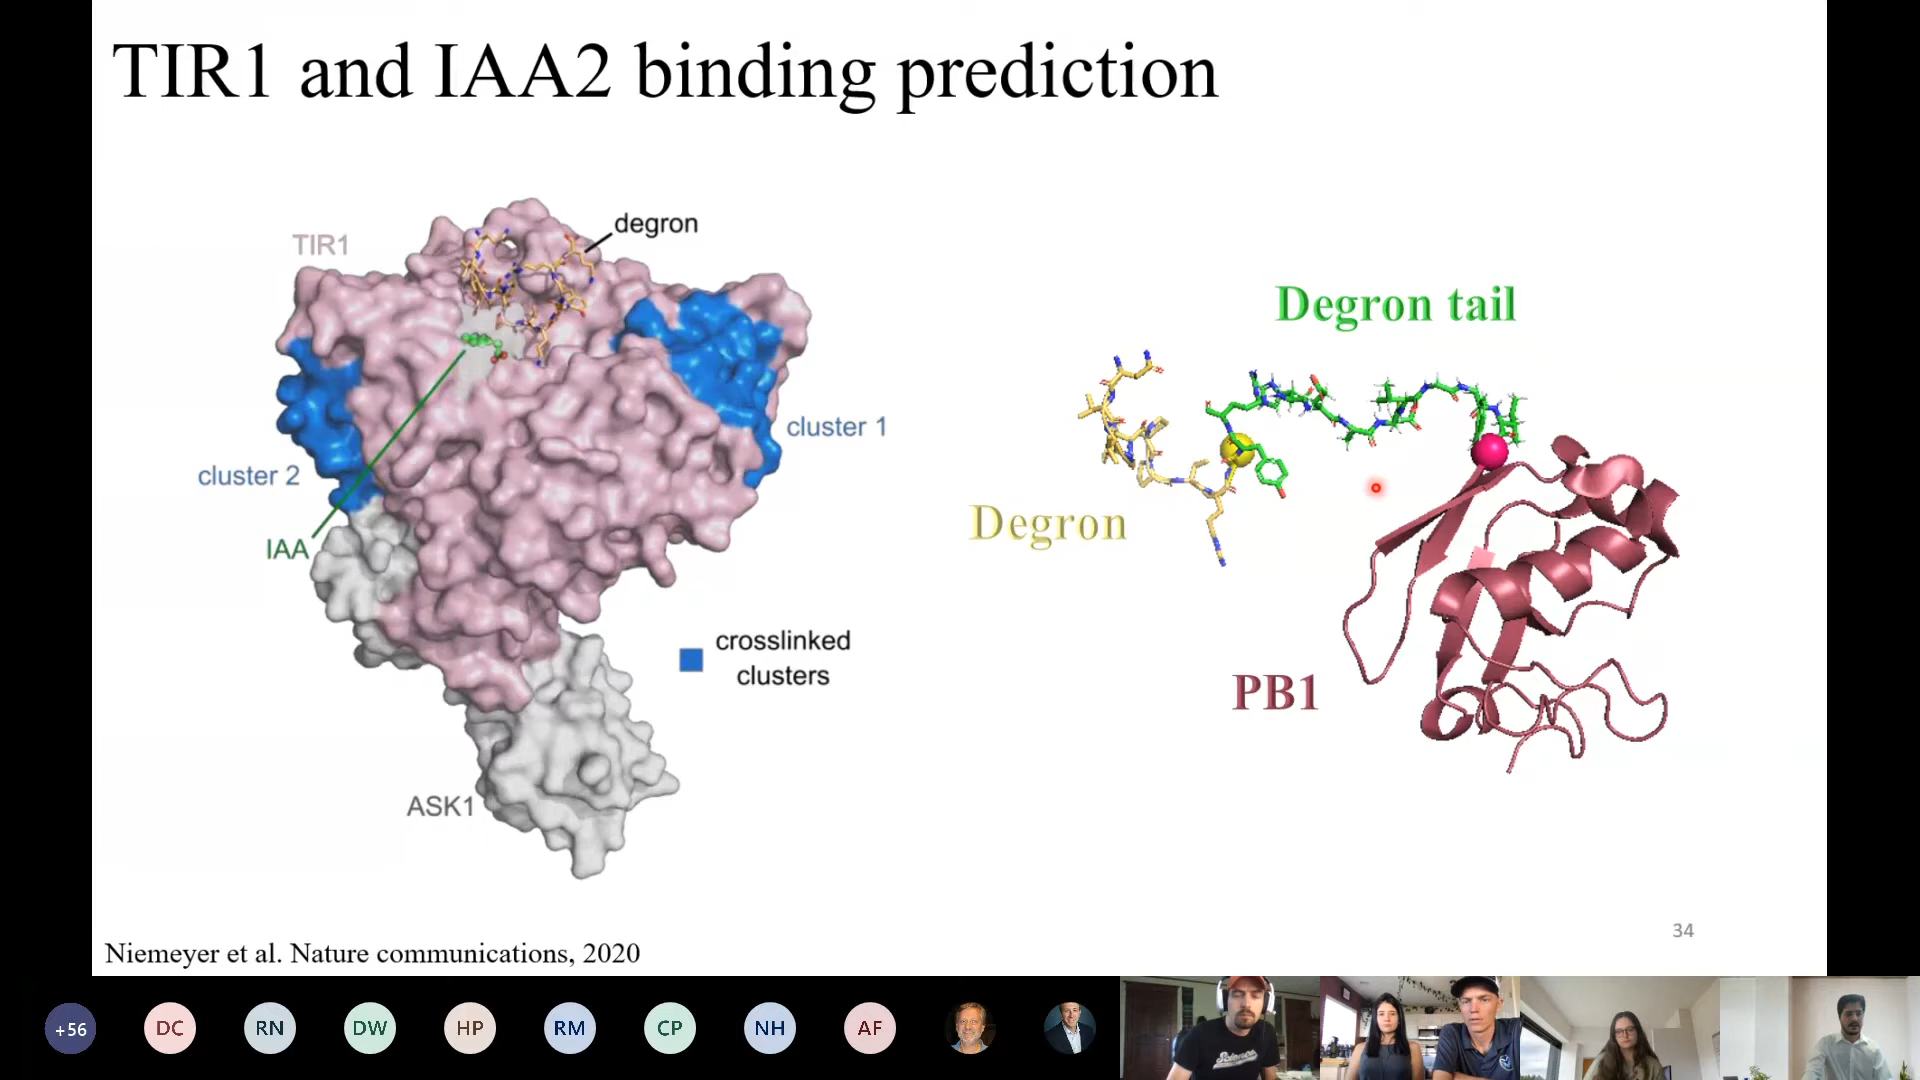 TIR1 and IAA2 binding prediction
TIR1
degron
cluster 1
cluster 2
IAA
crosslinked
clusters
ASK1
Degron tail
Degron
PB1
34
Niemeyer et al. Nature communications, 2020
+56
DC
RN
DW
HP
RM
CP
NH
AF
Science